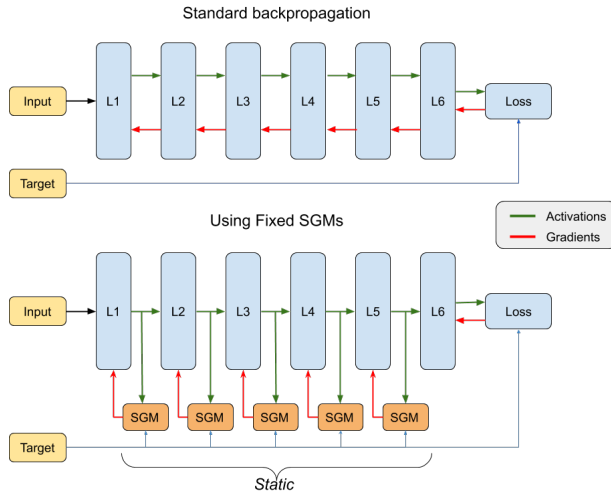 Standard backpropagation
Input
L1
L2
L3
L4
L5
L6
Loss
Target
Using Fixed SGMs
Activations
Gradients
Input
L1
L2
L3
L4
L5
L6
Loss
SGM
SGM
SGM
SGM
SGM
Target
Static